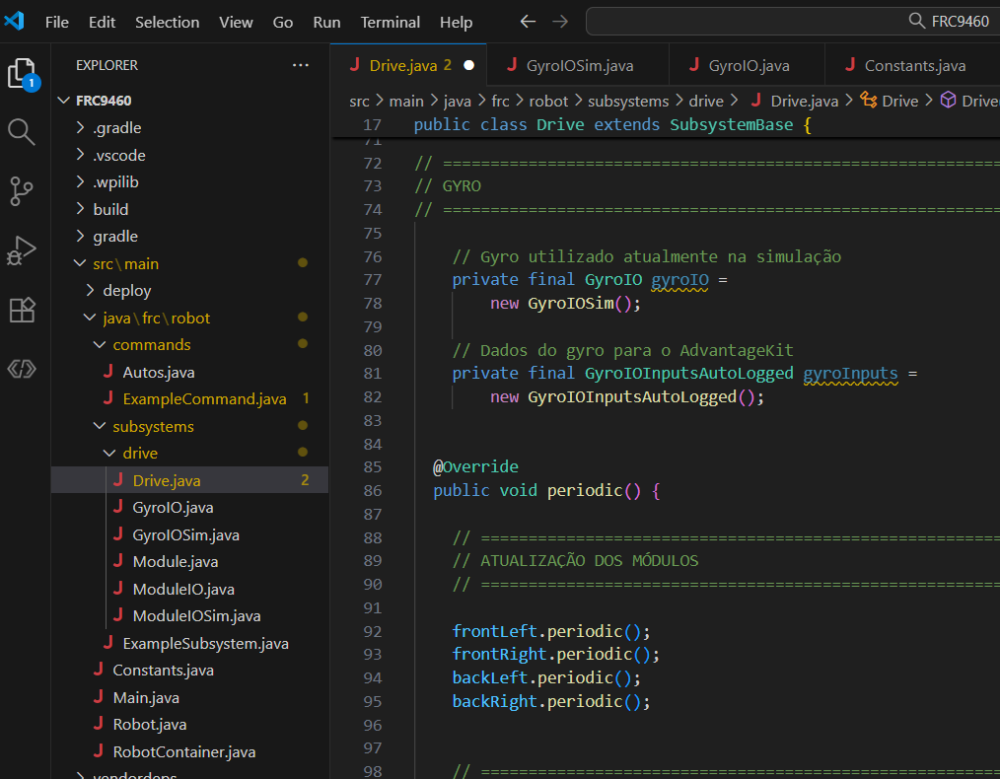 File Edit Selection View Go Run Terminal Help FRC9460
EXPLORER
1
FRC9460
.gradle
.vscode
.wpilib
build
gradle
src\main
deploy
java\frc\robot
commands
Autos.java
ExampleCommand.java 1
subsystems
drive
Drive.java 2
GyroIO.java
GyroIOSim.java
Module.java
ModuleIO.java
ModuleIOSim.java
ExampleSubsystem.java
Constants.java
Main.java
Robot.java
RobotContainer.java
vendordeps
Drive.java 2 GyroIOSim.java GyroIO.java Constants.java
src > main > java > frc > robot > subsystems > drive > Drive.java > Drive > Drive
17 public class Drive extends SubsystemBase {
71
72 // ==========================================================
73 // GYRO
74 // ==========================================================
75
76 // Gyro utilizado atualmente na simulação
77 private final GyroIO gyroIO =
78 new GyroIOSim();
79
80 // Dados do gyro para o AdvantageKit
81 private final GyroIOInputsAutoLogged gyroInputs =
82 new GyroIOInputsAutoLogged();
83
84
85 @Override
86 public void periodic() {
87
88 // ======================================================
89 // ATUALIZAÇÃO DOS MÓDULOS
90 // ======================================================
91
92 frontLeft.periodic();
93 frontRight.periodic();
94 backLeft.periodic();
95 backRight.periodic();
96
97
98 // ======================================================